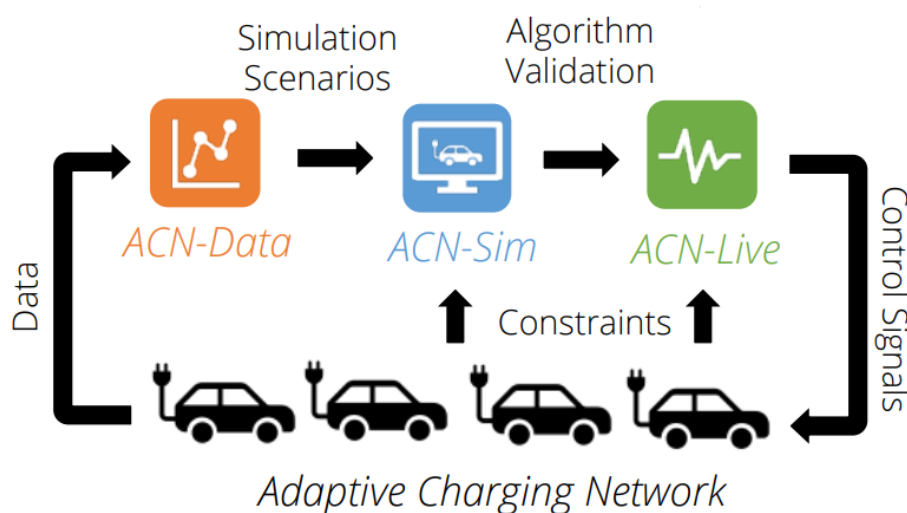 Simulation
Scenarios
Algorithm
Validation
ACN-Data
ACN-Sim
ACN-Live
Data
Constraints
Control Signals
Adaptive Charging Network